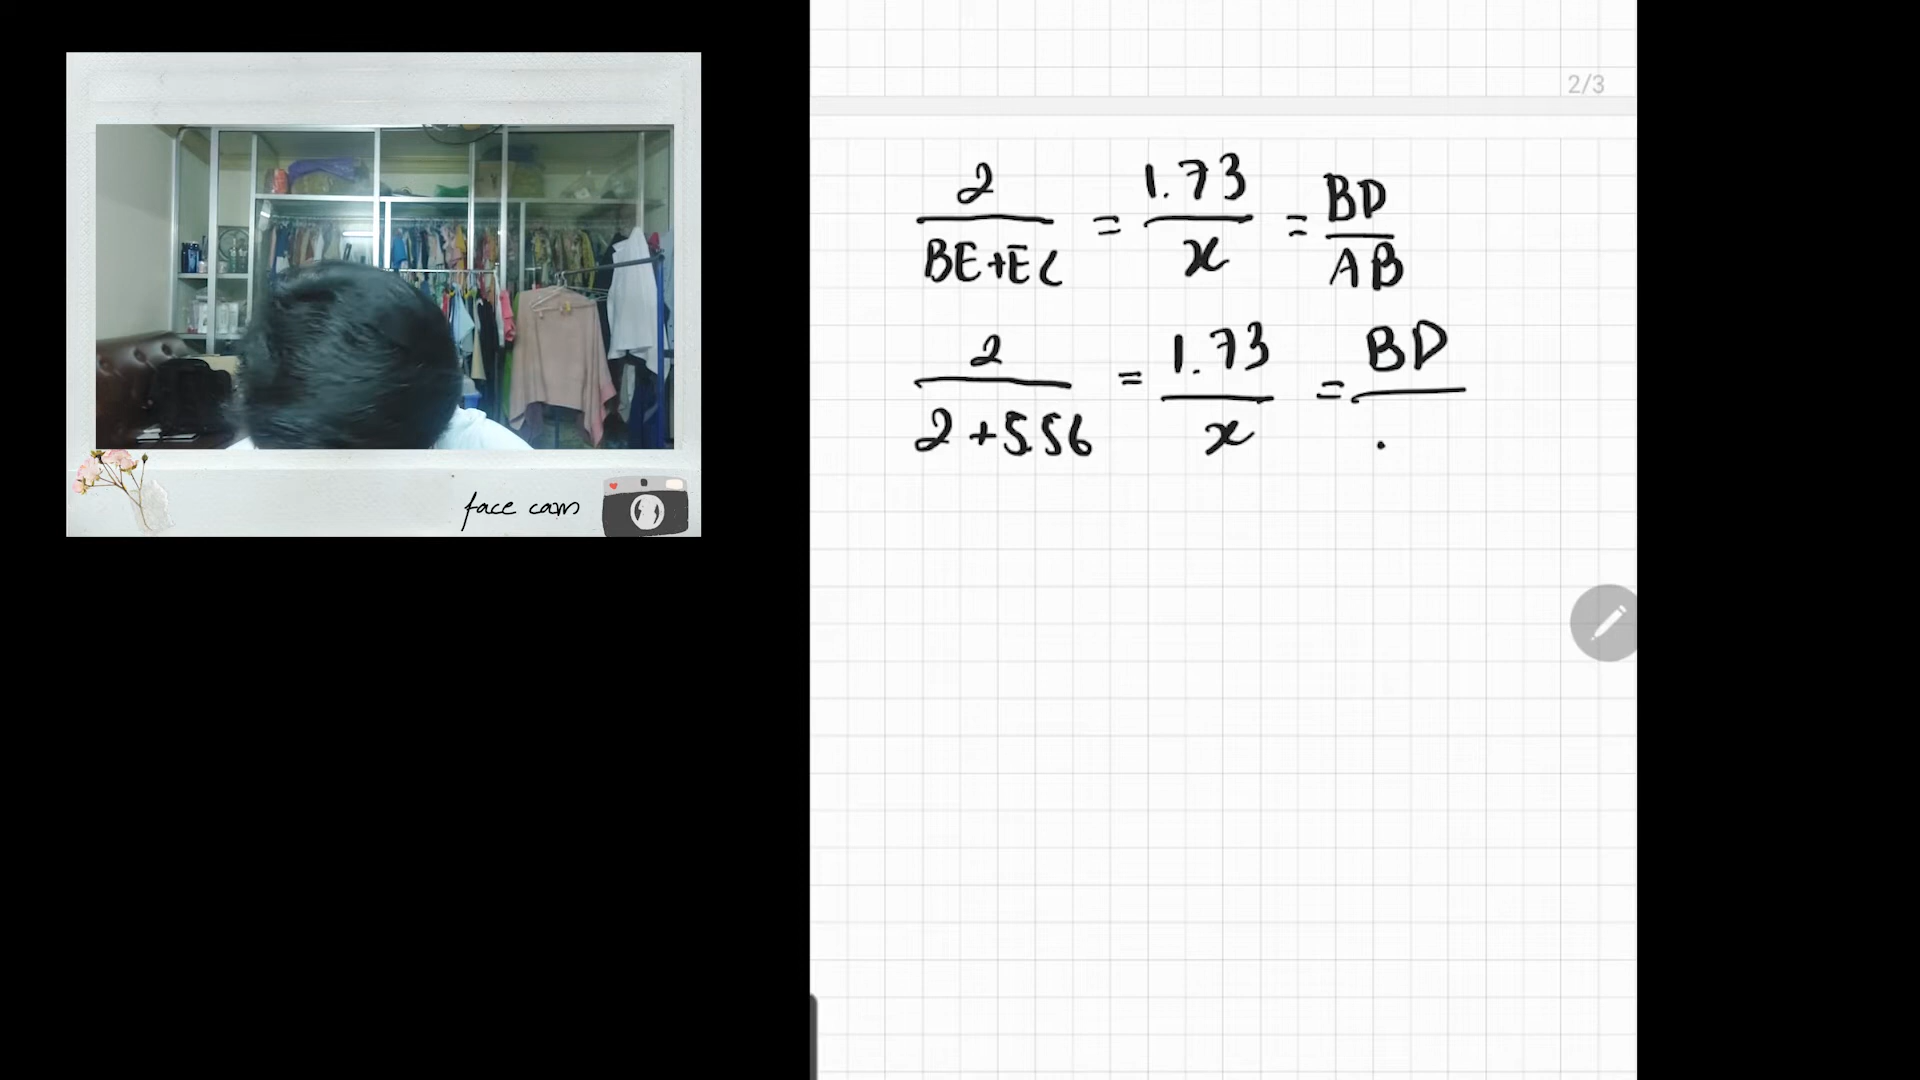 2/3
2/(BE+EC) = 1.73/x = BD/AB
2/(2+5.56) = 1.73/x = BD/.
face cam